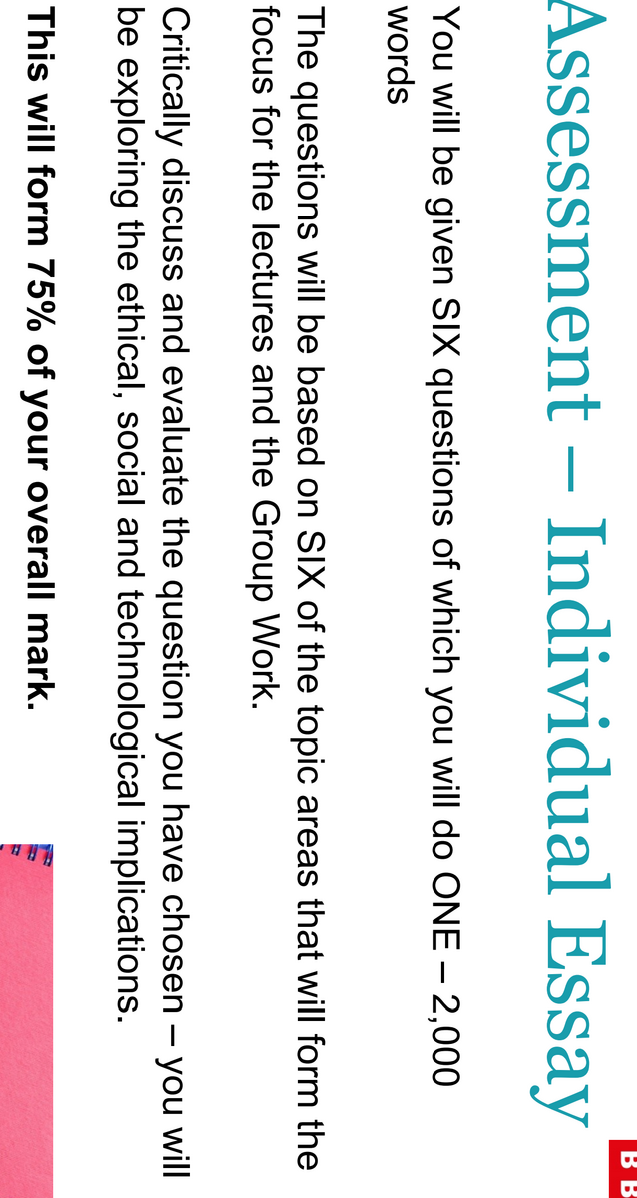 Assessment – Individual Essay
You will be given SIX questions of which you will do ONE – 2,000
words
The questions will be based on SIX of the topic areas that will form the
focus for the lectures and the Group Work.
Critically discuss and evaluate the question you have chosen – you will
be exploring the ethical, social and technological implications.
This will form 75% of your overall mark.